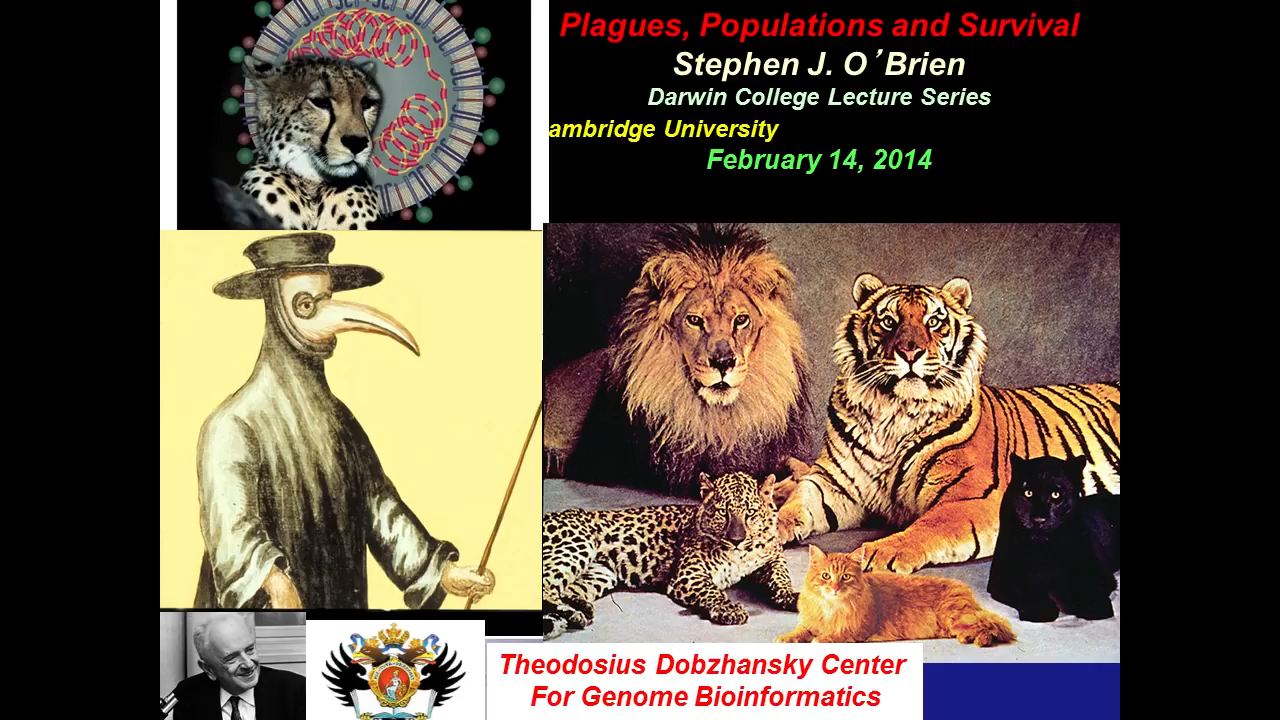 Plagues, Populations and Survival
Stephen J. O´Brien
Darwin College Lecture Series
ambridge University
February 14, 2014
Theodosius Dobzhansky Center
For Genome Bioinformatics